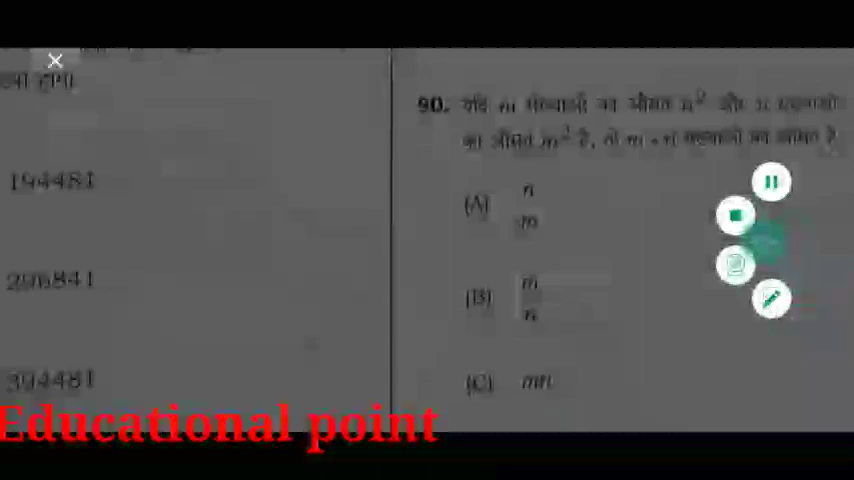 194481
296841
394481
90. यदि m संख्याओं का औसत n² और n संख्याओं
का औसत m² है, तो m + n संख्याओं का औसत है
(A) n
m
(B) m
n
(C) mn
Educational point